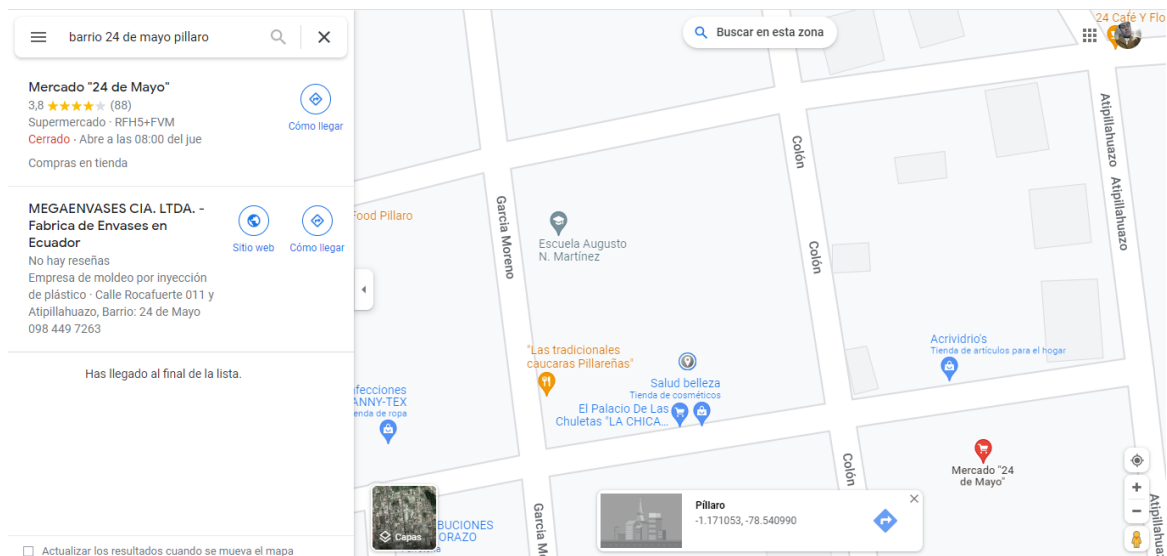 barrio 24 de mayo pillaro
Mercado "24 de Mayo"
3,8 (88)
Supermercado · RFH5+FVM
Cerrado · Abre a las 08:00 del jue
Compras en tienda
Cómo llegar
MEGAENVASES CIA. LTDA. -
Fabrica de Envases en
Ecuador
No hay reseñas
Empresa de moldeo por inyección
de plástico · Calle Rocafuerte 011 y
Atipillahuazo, Barrio: 24 de Mayo
098 449 7263
Sitio web
Cómo llegar
Has llegado al final de la lista.
Actualizar los resultados cuando se mueva el mapa
Buscar en esta zona
24 Café Y Flo
Food Pillaro
Garcia Moreno
Escuela Augusto
N. Martínez
Colón
Colón
Atipillahuazo
Atipillahuazo
"Las tradicionales
caucaras Pillareñas"
Salud belleza
Tienda de cosméticos
El Palacio De Las
Chuletas "LA CHICA...
Acrividrio's
Tienda de artículos para el hogar
nfecciones
ANNY-TEX
enda de ropa
Colón
Mercado "24
de Mayo"
Garcia M
BUCIONES
ORAZO
Capas
Píllaro
-1.171053, -78.540990
Atipillahua